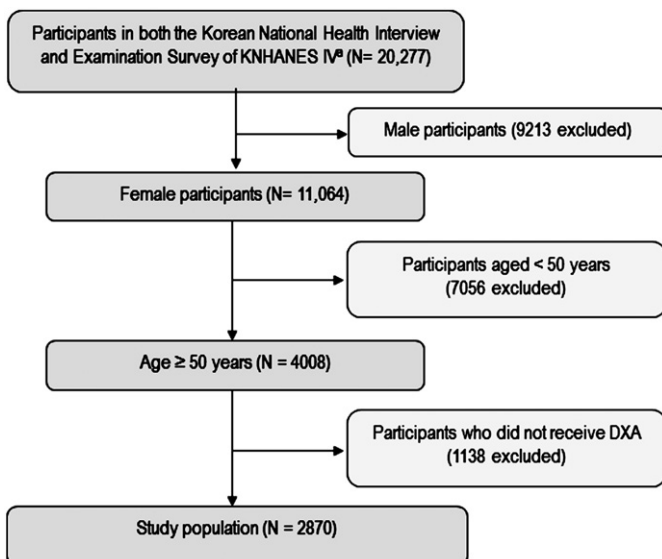 Participants in both the Korean National Health Interview
and Examination Survey of KNHANES IVᵃ (N= 20,277)
Male participants (9213 excluded)
Female participants (N= 11,064)
Participants aged < 50 years
(7056 excluded)
Age ≥ 50 years (N = 4008)
Participants who did not receive DXA
(1138 excluded)
Study population (N = 2870)